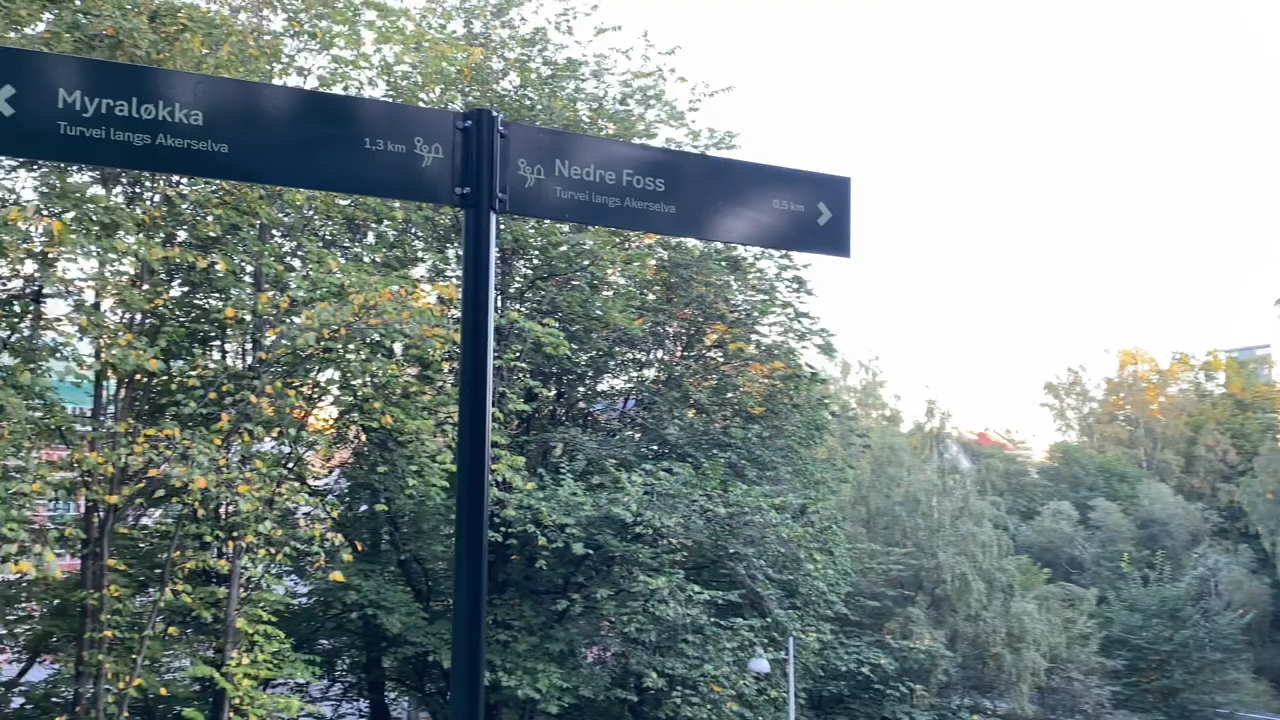 Myraløkka
Turvei langs Akerselva
1,3 km
Nedre Foss
Turvei langs Akerselva
0,5 km